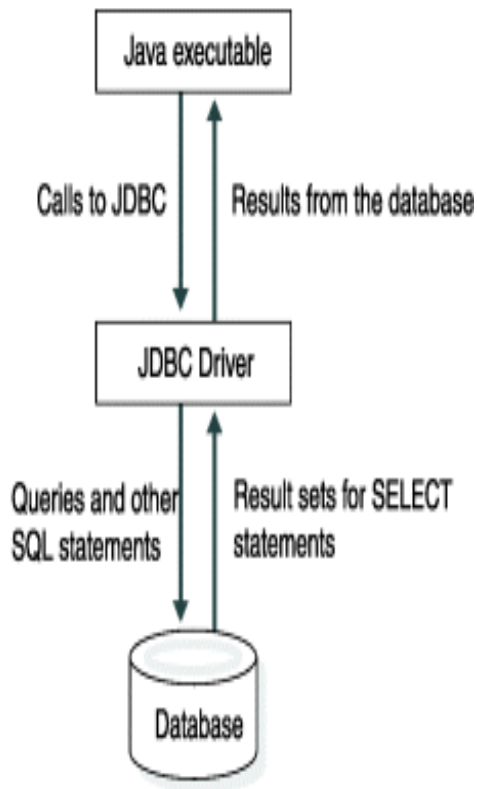 Java executable
Calls to JDBC
Results from the database
JDBC Driver
Queries and other
SQL statements
Result sets for SELECT
statements
Database